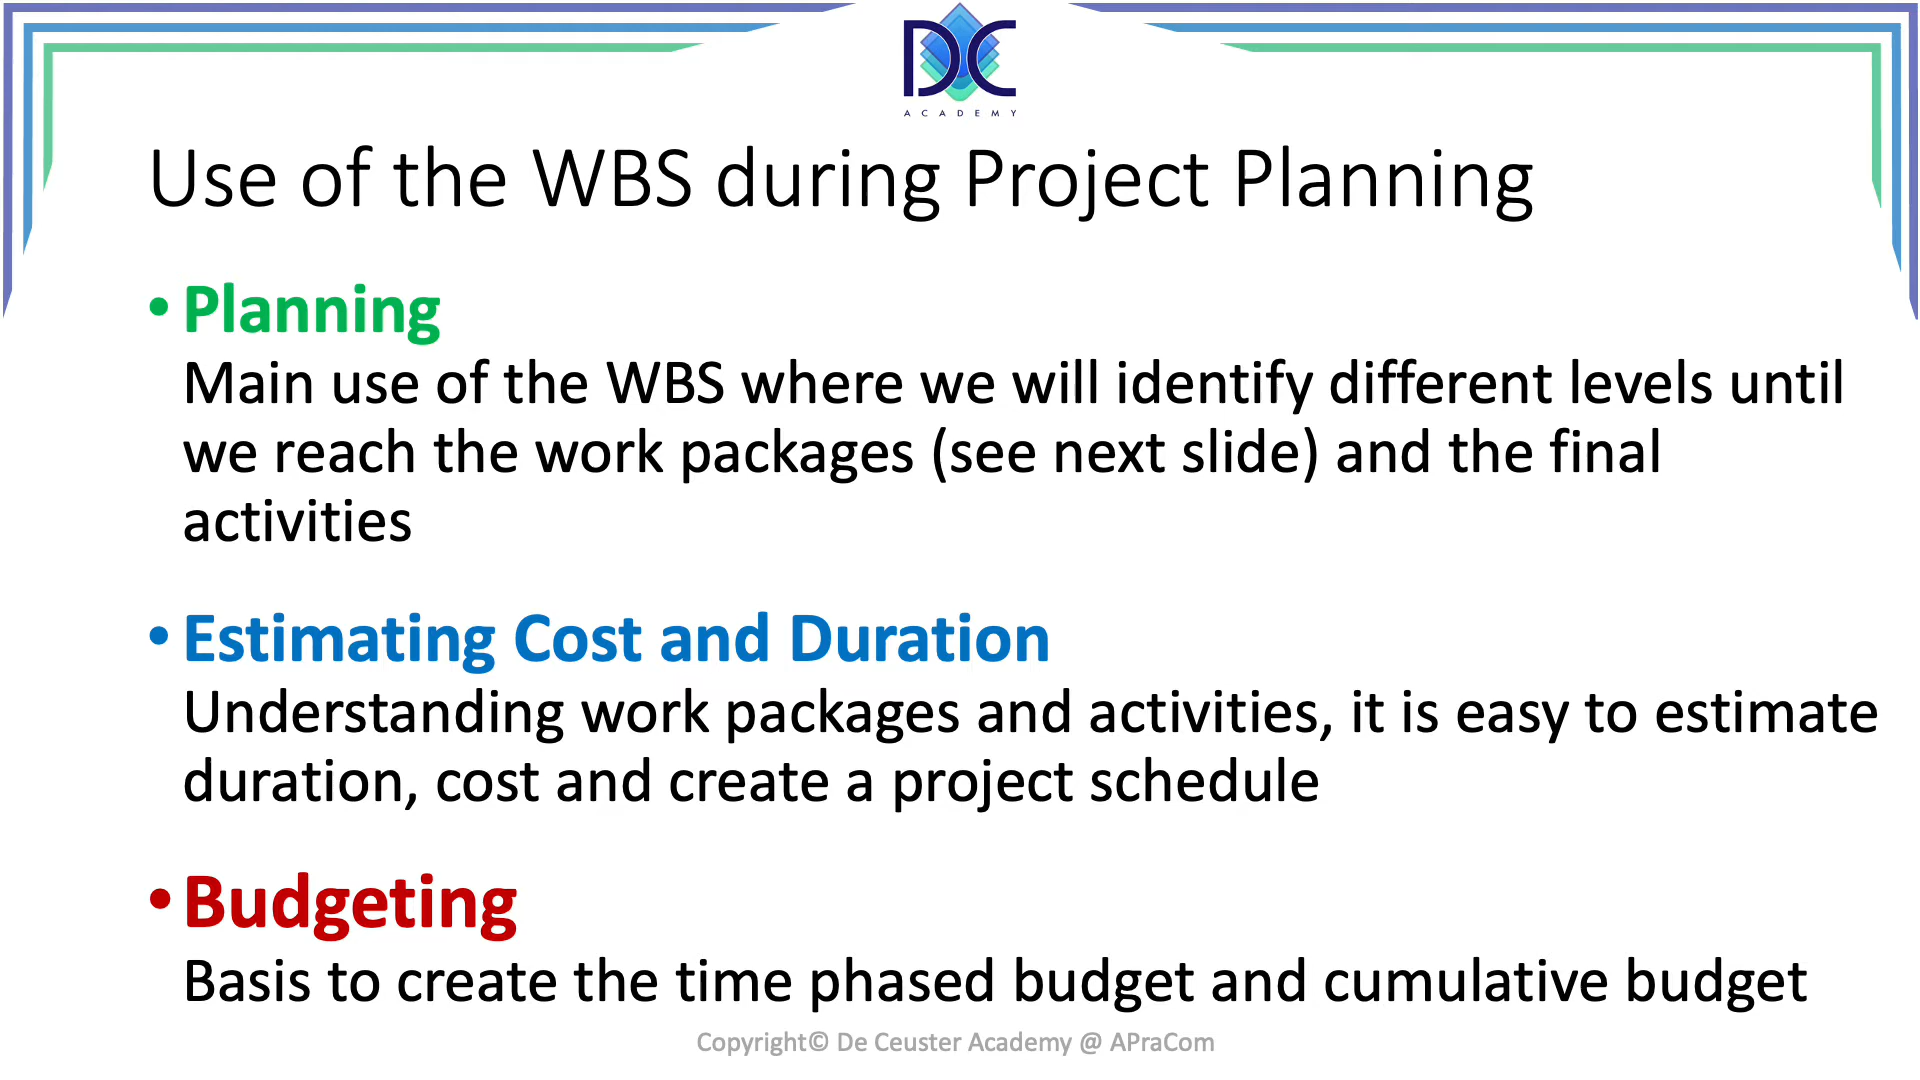 DC
ACADEMY
Use of the WBS during Project Planning
• Planning
Main use of the WBS where we will identify different levels until
we reach the work packages (see next slide) and the final
activities
• Estimating Cost and Duration
Understanding work packages and activities, it is easy to estimate
duration, cost and create a project schedule
• Budgeting
Basis to create the time phased budget and cumulative budget
Copyright© De Ceuster Academy @ APraCom